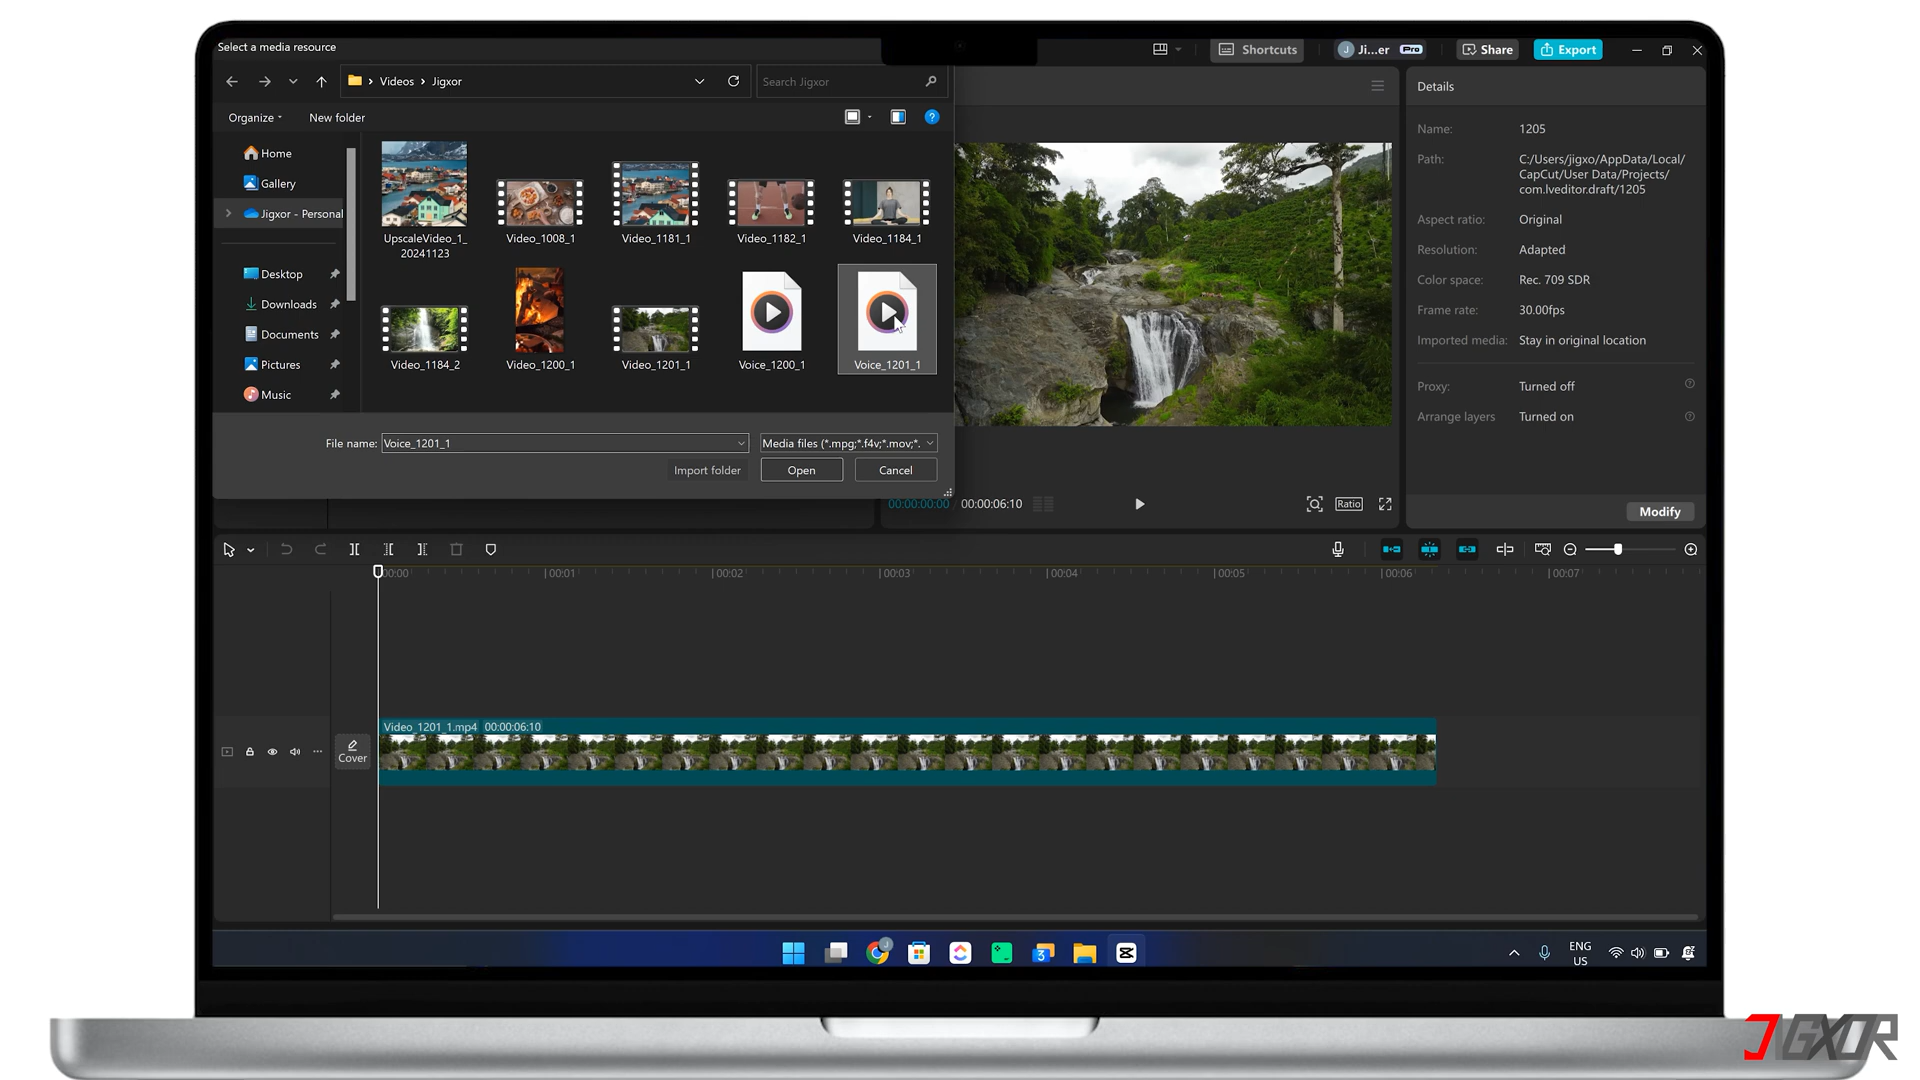 Select a media resource
Shortcuts
J
Ji...er
Pro
Share
Export
Videos
Jigxor
Search Jigxor
Organize
New folder
?
Home
Gallery
Jigxor - Personal
Desktop
Downloads
Documents
Pictures
Music
UpscaleVideo_1_
20241123
Video_1008_1
Video_1181_1
Video_1182_1
Video_1184_1
Video_1184_2
Video_1200_1
Video_1201_1
Voice_1200_1
Voice_1201_1
File name:
Voice_1201_1
Media files (*.mpg;*.f4v;*.mov;*.
Import folder
Open
Cancel
Details
Name:
1205
Path:
C:/Users/jigxo/AppData/Local/
CapCut/User Data/Projects/
com.lveditor.draft/1205
Aspect ratio:
Original
Resolution:
Adapted
Color space:
Rec. 709 SDR
Frame rate:
30.00fps
Imported media:
Stay in original location
Proxy:
Turned off
Arrange layers
Turned on
Modify
00:00:00:00
00:00:06:10
Ratio
00:00
00:01
00:02
00:03
00:04
00:05
00:06
00:07
Cover
Video_1201_1.mp4
00:00:06:10
J
3
ENG
US
JIGXOR